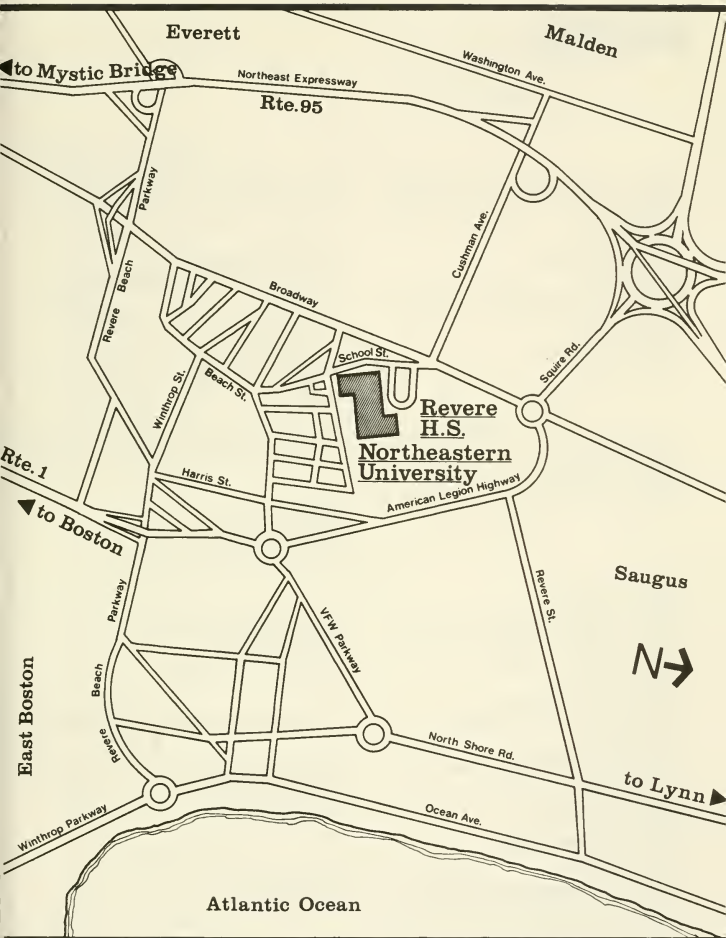 Everett
Malden
to Mystic Bridge
Northeast Expressway
Washington Ave.
Rte.95
Parkway
Beach
Revere
Cushman Ave.
Broadway
School St.
Squire Rd.
Beach St.
Winthrop St.
Revere
H.S.
Northeastern
University
Harris St.
American Legion Highway
Rte.1
to Boston
Saugus
Revere St.
Parkway
Beach
Revere
VFW Parkway
N
East Boston
North Shore Rd.
to Lynn
Ocean Ave.
Winthrop Parkway
Atlantic Ocean